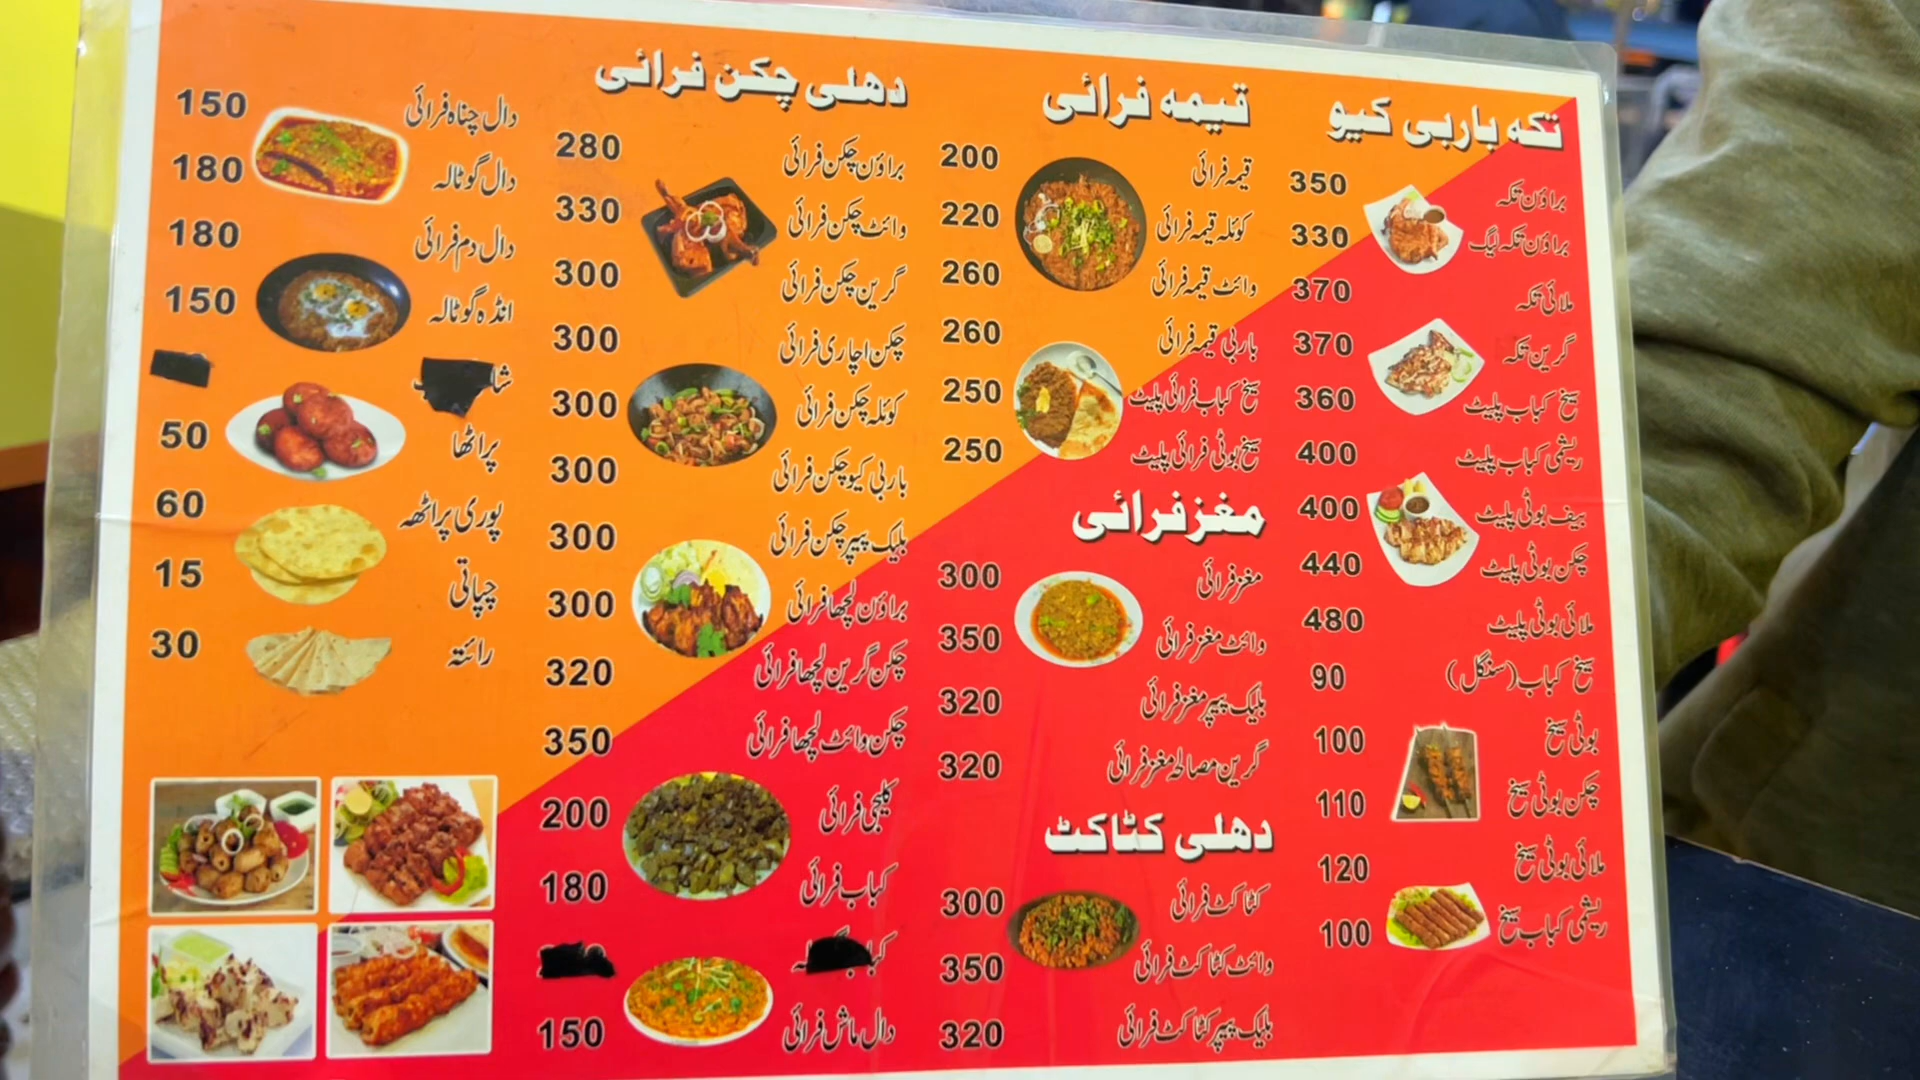 تکہ باربی کیو
براؤن تکہ 350
براؤن تکہ لیگ 330
ملائی تکہ 370
گرین تکہ 370
سیخ کباب پلیٹ 360
ریشمی کباب پلیٹ 400
بیف بوٹی پلیٹ 400
چکن بوٹی پلیٹ 440
ملائی بوٹی پلیٹ 480
سیخ کباب (سنگل) 90
بوٹی سیخ 100
چکن بوٹی سیخ 110
ملائی بوٹی سیخ 120
ریشمی کباب سیخ 100
قیمہ فرائی
قیمہ فرائی 200
کوئلہ قیمہ فرائی 220
وائٹ قیمہ فرائی 260
باربی قیمہ فرائی 260
سیخ کباب فرائی پلیٹ 250
سیخ بوٹی فرائی پلیٹ 250
مغز فرائی
مغز فرائی 300
وائٹ مغز فرائی 350
بلیک پیپر مغز فرائی 320
گرین مصالحہ مغز فرائی 320
دھلی کٹاکٹ
کٹا کٹ فرائی 300
وائٹ کٹا کٹ فرائی 350
بلیک پیپر کٹا کٹ فرائی 320
دھلی چکن فرائی
براؤن چکن فرائی 280
وائٹ چکن فرائی 330
گرین چکن فرائی 300
چکن اچاری فرائی 300
کوئلہ چکن فرائی 300
باربی کیو چکن فرائی 300
بلیک پیپر چکن فرائی 300
براؤن لچھا فرائی 300
چکن گرین لچھا فرائی 320
چکن وائٹ لچھا فرائی 350
کلیجی فرائی 200
کباب فرائی 180
دال ماش فرائی 150
دال چناہ فرائی 150
دال گوٹالہ 180
دال دم فرائی 180
انڈہ گوٹالہ 150
پراٹھا 50
پوری پراٹھہ 60
چپاتی 15
رائتہ 30